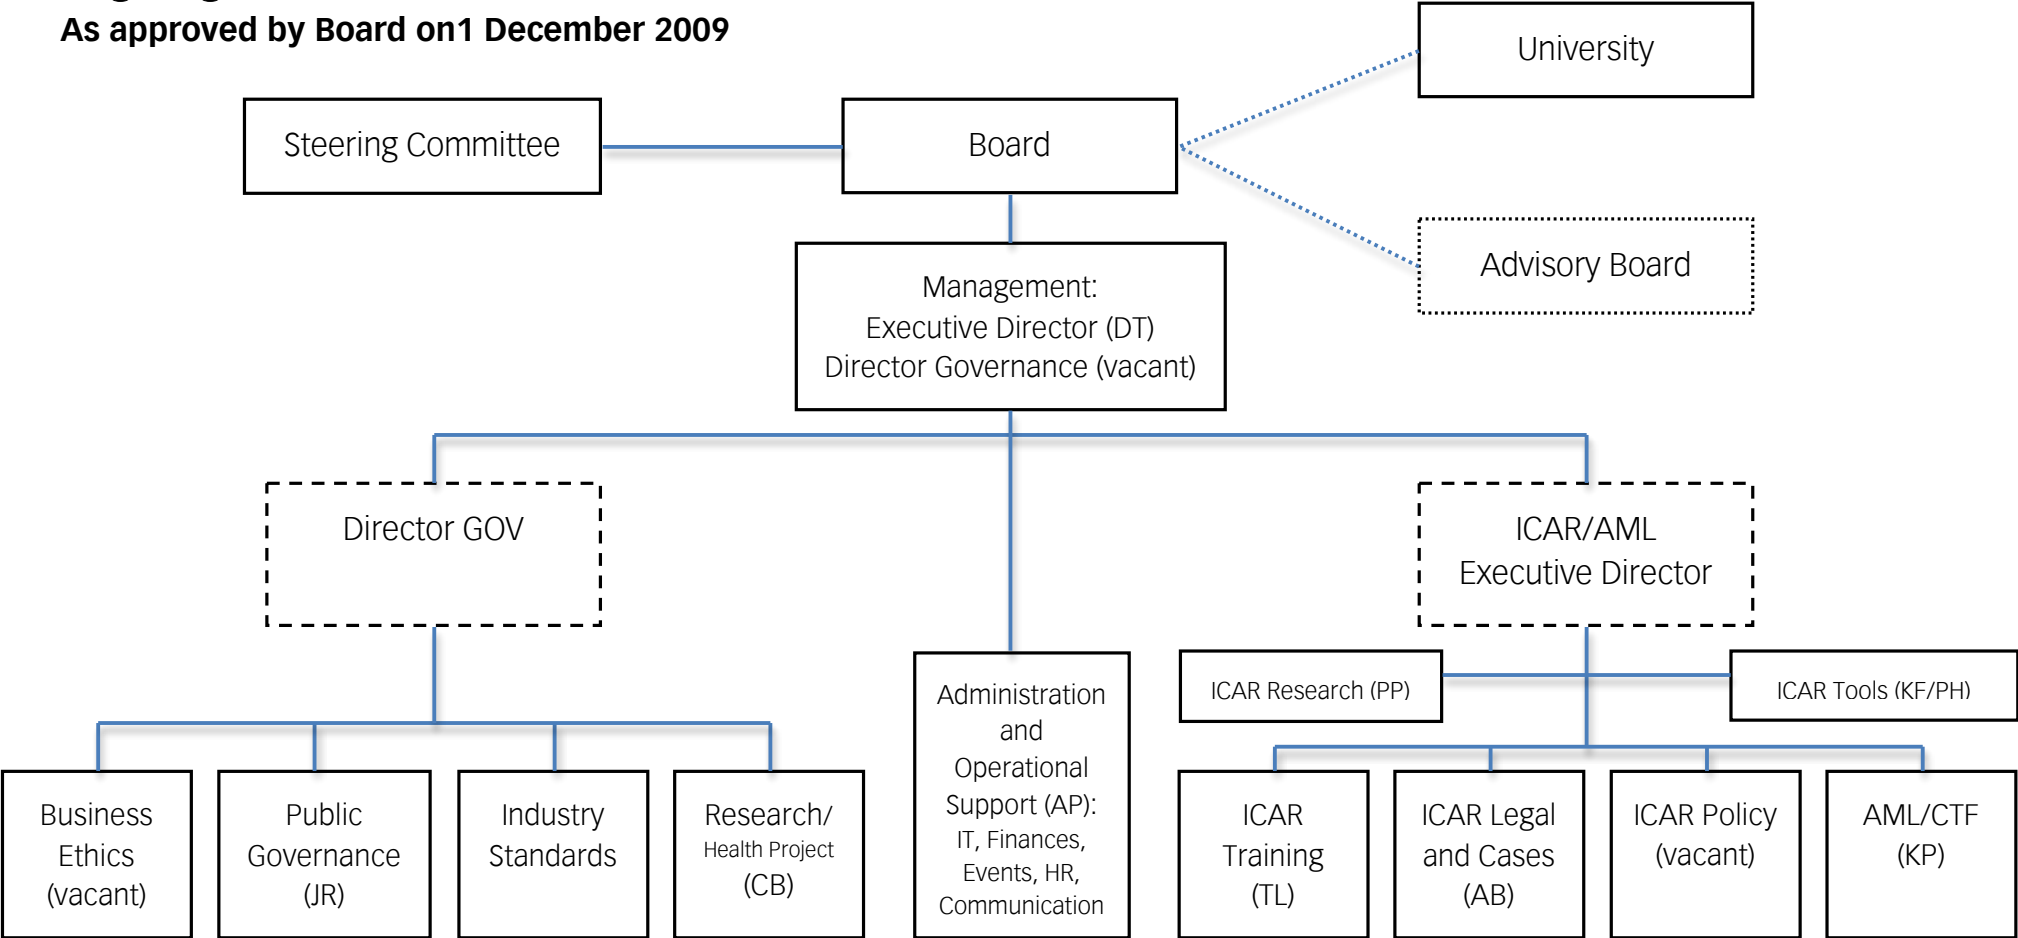 As approved by Board on1 December 2009
University
Steering Committee
Board
Advisory Board
Management:
Executive Director (DT)
Director Governance (vacant)
Director GOV
ICAR/AML
Executive Director
ICAR Research (PP)
ICAR Tools (KF/PH)
Administration
and
Operational
Support (AP):
IT, Finances,
Events, HR,
Communication
Business
Ethics
(vacant)
Public
Governance
(JR)
Industry
Standards
Research/
Health Project
(CB)
ICAR
Training
(TL)
ICAR Legal
and Cases
(AB)
ICAR Policy
(vacant)
AML/CTF
(KP)